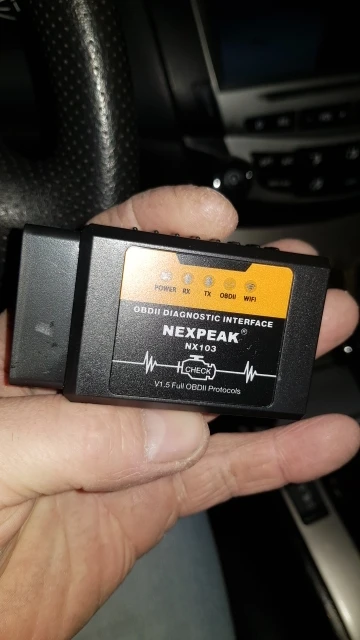 POWER RX TX OBDII WIFI
OBDII DIAGNOSTIC INTERFACE
NEXPEAK®
NX103
CHECK
V1.5 Full OBDII Protocols